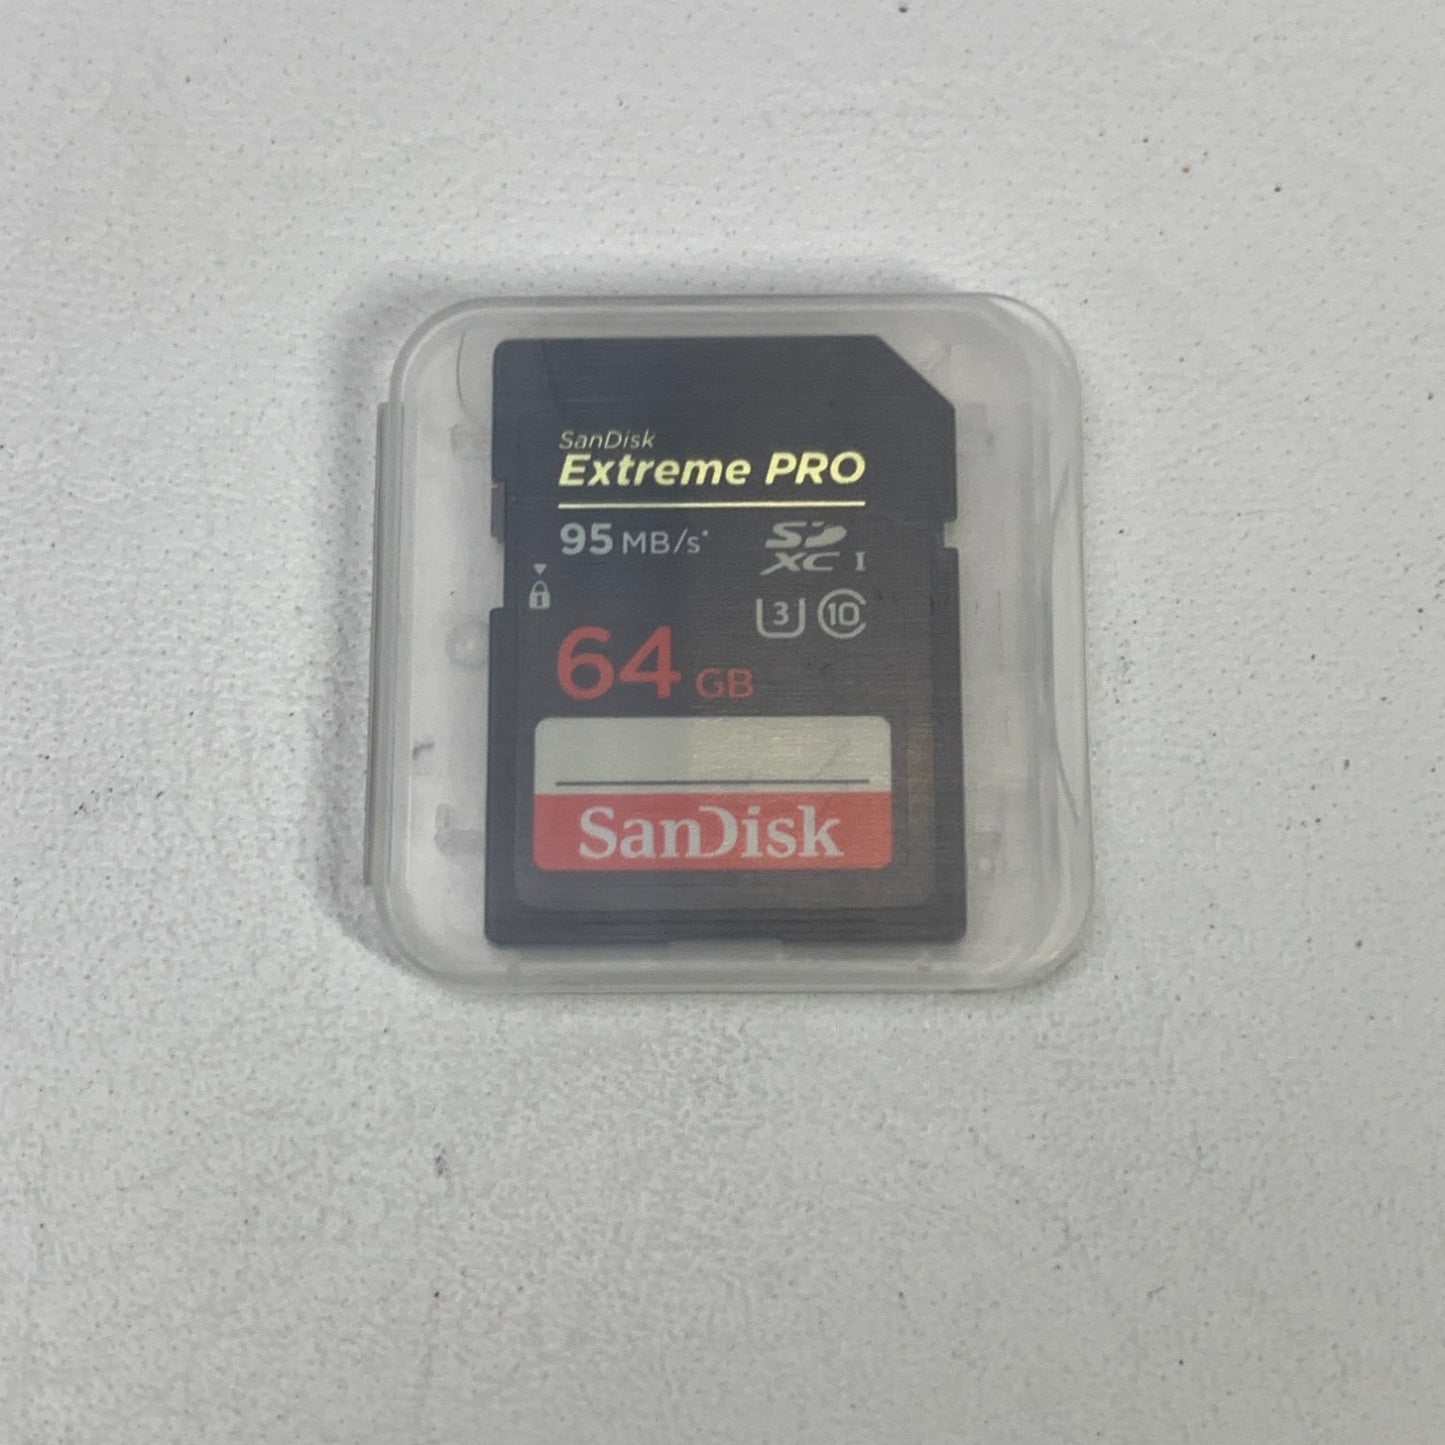 SanDisk
Extreme PRO
95 MB/s*
SD
XC I
3 10
64 GB
SanDisk